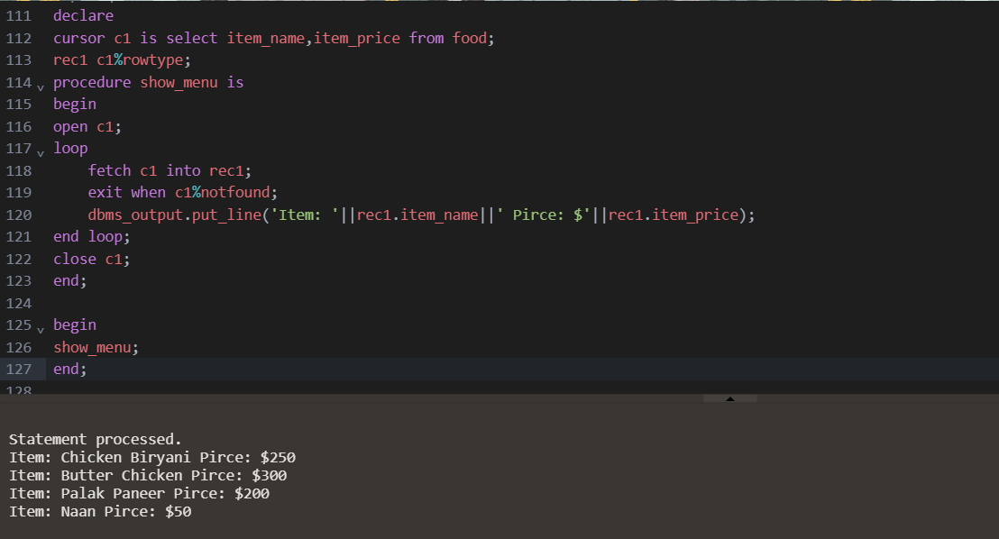 111 declare
112 cursor c1 is select item_name,item_price from food;
113 rec1 c1%rowtype;
114 procedure show_menu is
115 begin
116 open c1;
117 loop
118     fetch c1 into rec1;
119     exit when c1%notfound;
120     dbms_output.put_line('Item: '||rec1.item_name||' Pirce: $'||rec1.item_price);
121 end loop;
122 close c1;
123 end;
124
125 begin
126 show_menu;
127 end;
128
Statement processed.
Item: Chicken Biryani Pirce: $250
Item: Butter Chicken Pirce: $300
Item: Palak Paneer Pirce: $200
Item: Naan Pirce: $50